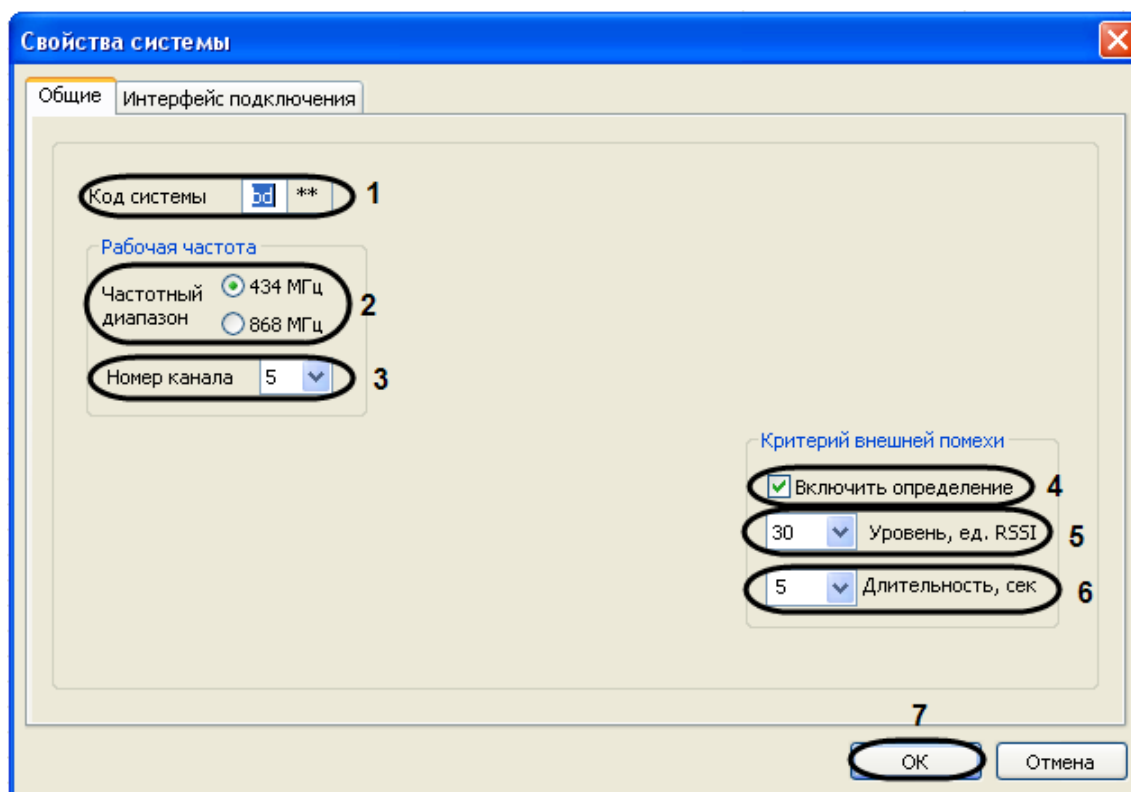 Свойства системы
Общие
Интерфейс подключения
Код системы bd ** 1
Рабочая частота
Частотный диапазон
434 МГц
868 МГц
2
Номер канала 5 3
Критерий внешней помехи
Включить определение 4
30 Уровень, ед. RSSI 5
5 Длительность, сек 6
7
OK
Отмена